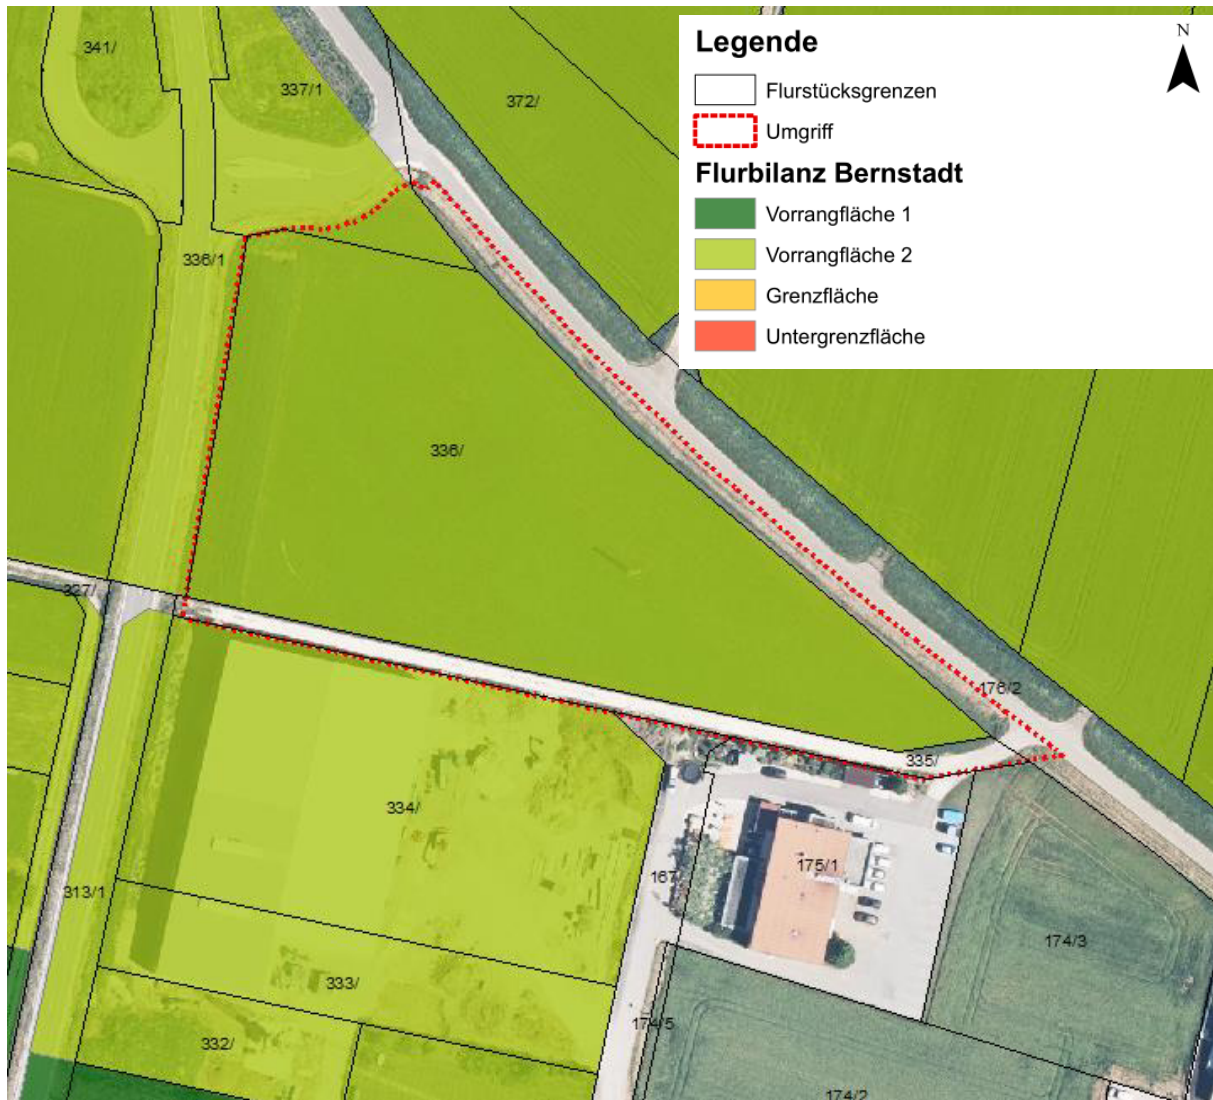 Legende
N
Flurstücksgrenzen
Umgriff
Flurbilanz Bernstadt
Vorrangfläche 1
Vorrangfläche 2
Grenzfläche
Untergrenzfläche
341/
337/1
372/
336/1
336/
327/
176/2
335/
334/
175/1
167
313/1
174/3
333/
174/5
332/
174/2